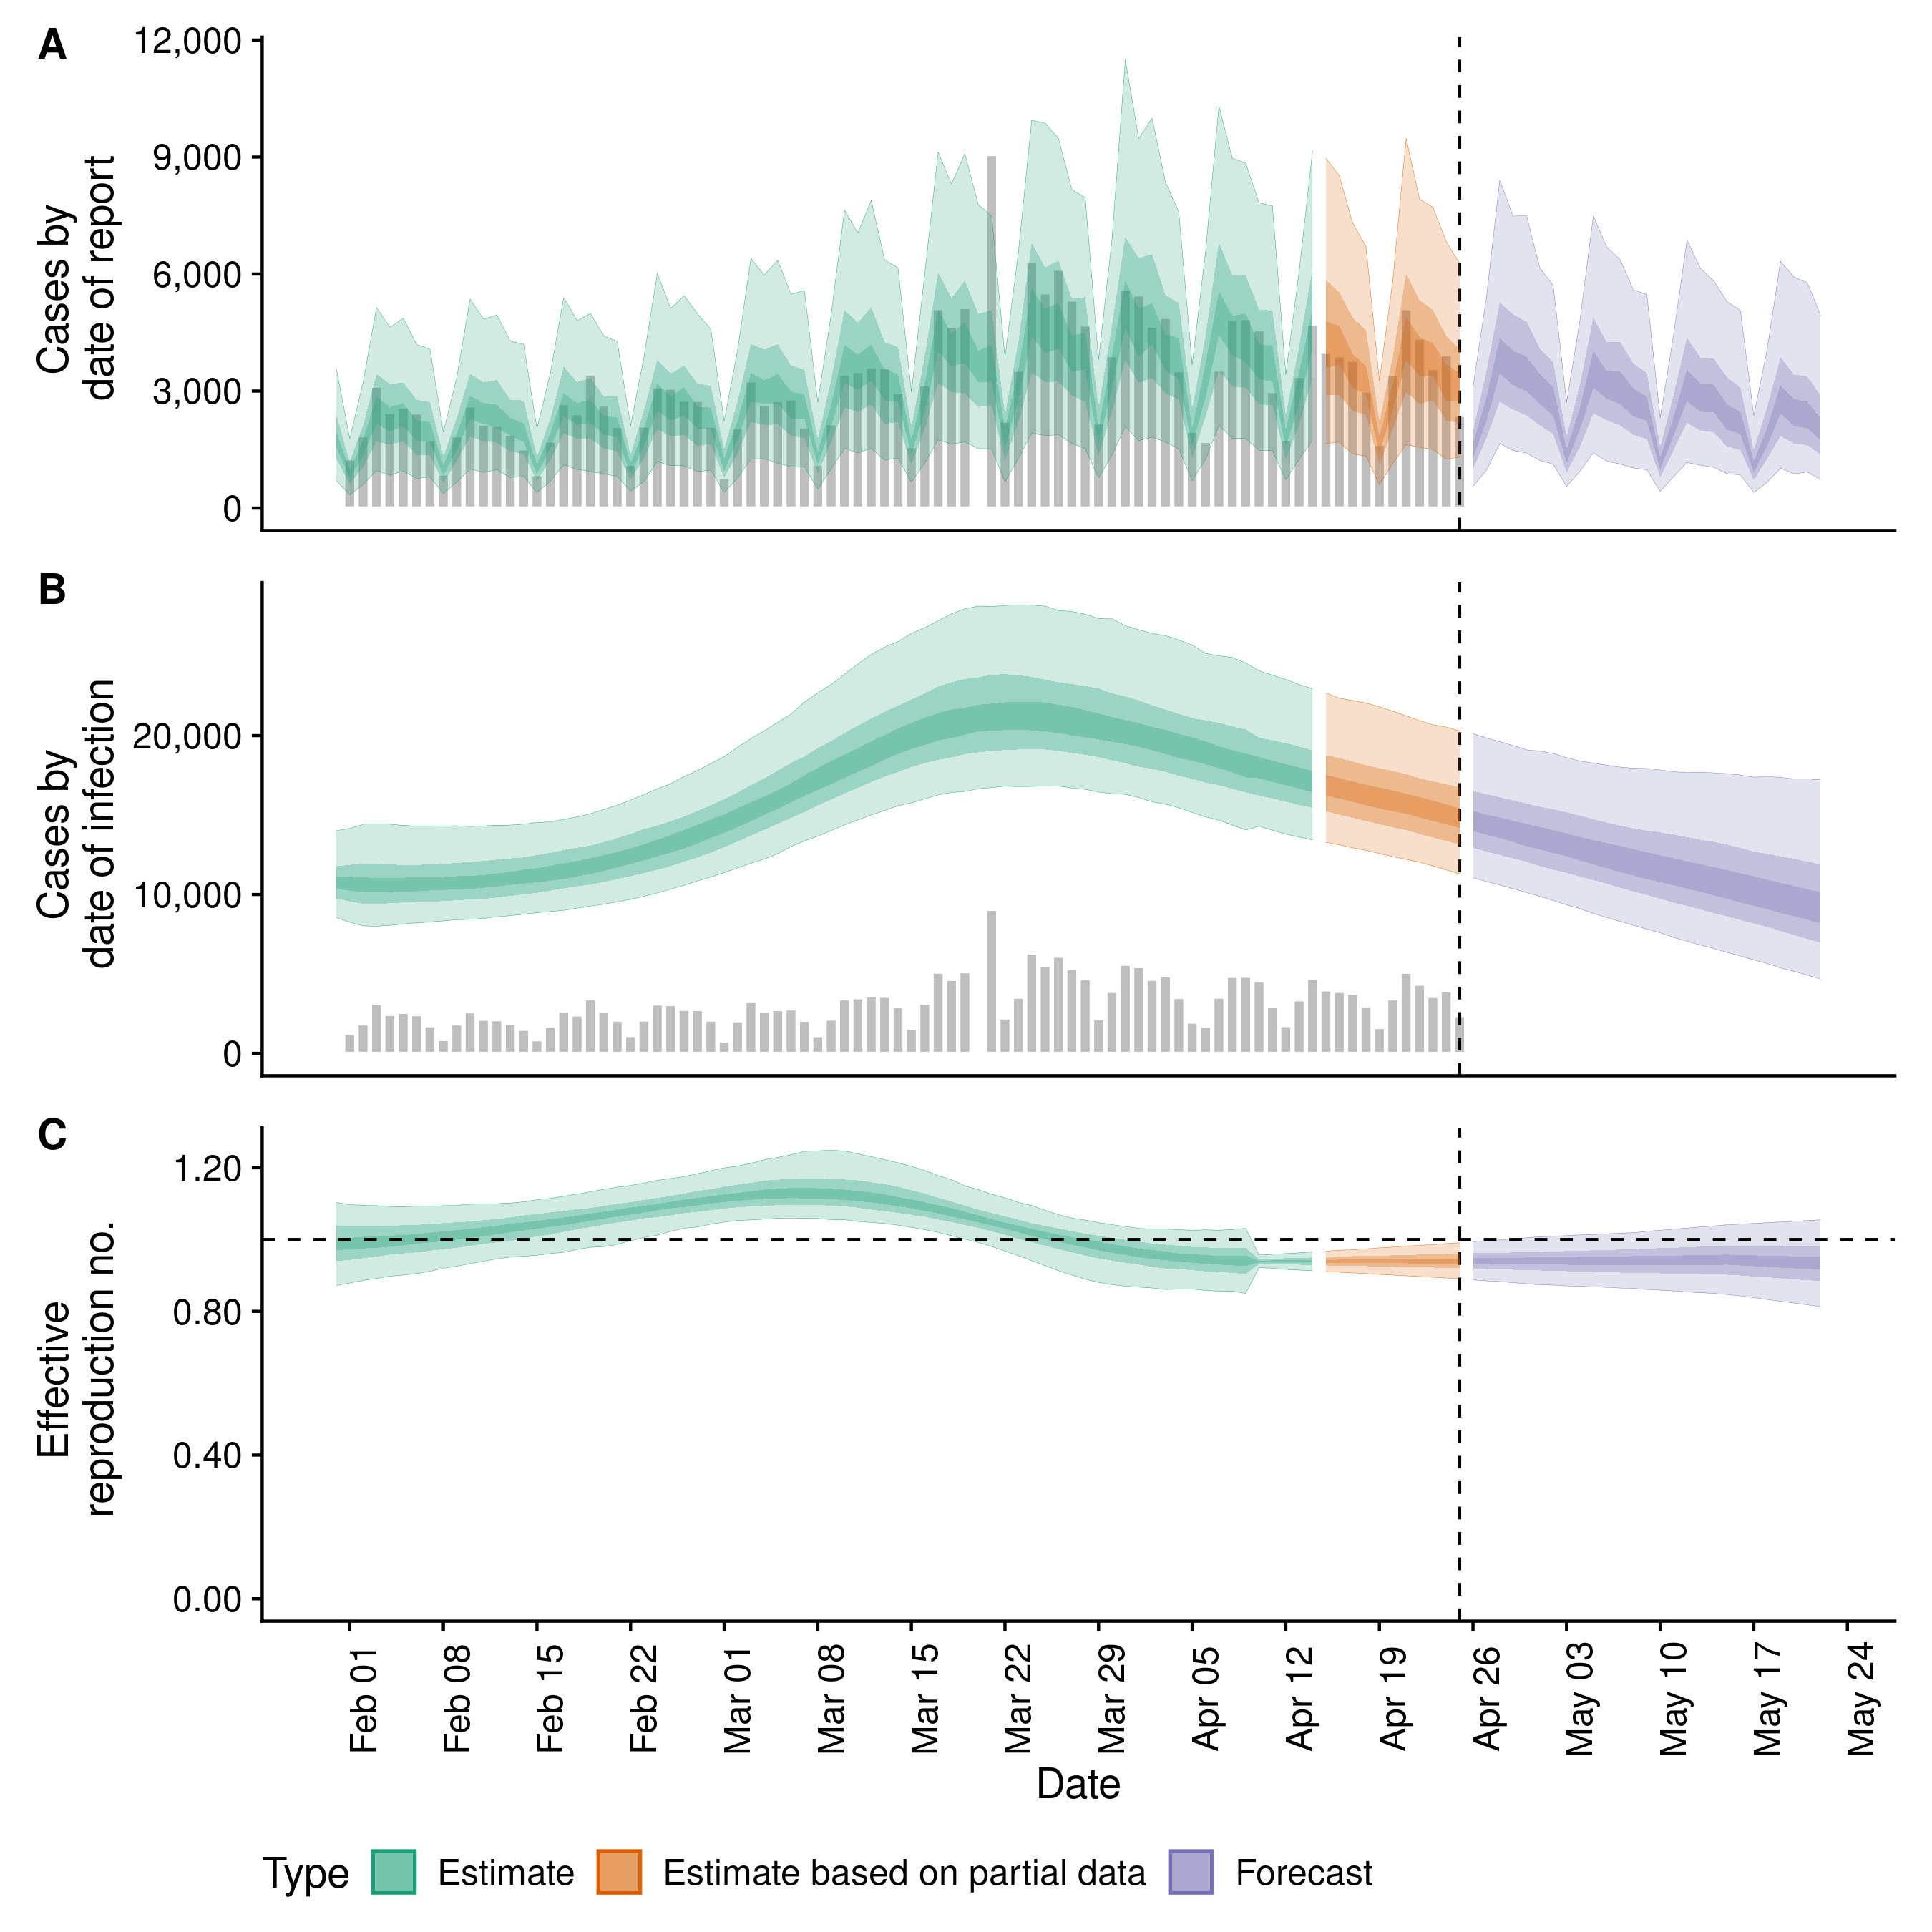 A
Cases by
date of report
12,000
9,000
6,000
3,000
0
B
Cases by
date of infection
20,000
10,000
0
C
Effective
reproduction no.
1.20
0.80
0.40
0.00
Feb 01
Feb 08
Feb 15
Feb 22
Mar 01
Mar 08
Mar 15
Mar 22
Mar 29
Apr 05
Apr 12
Apr 19
Apr 26
May 03
May 10
May 17
May 24
Date
Type Estimate Estimate based on partial data Forecast